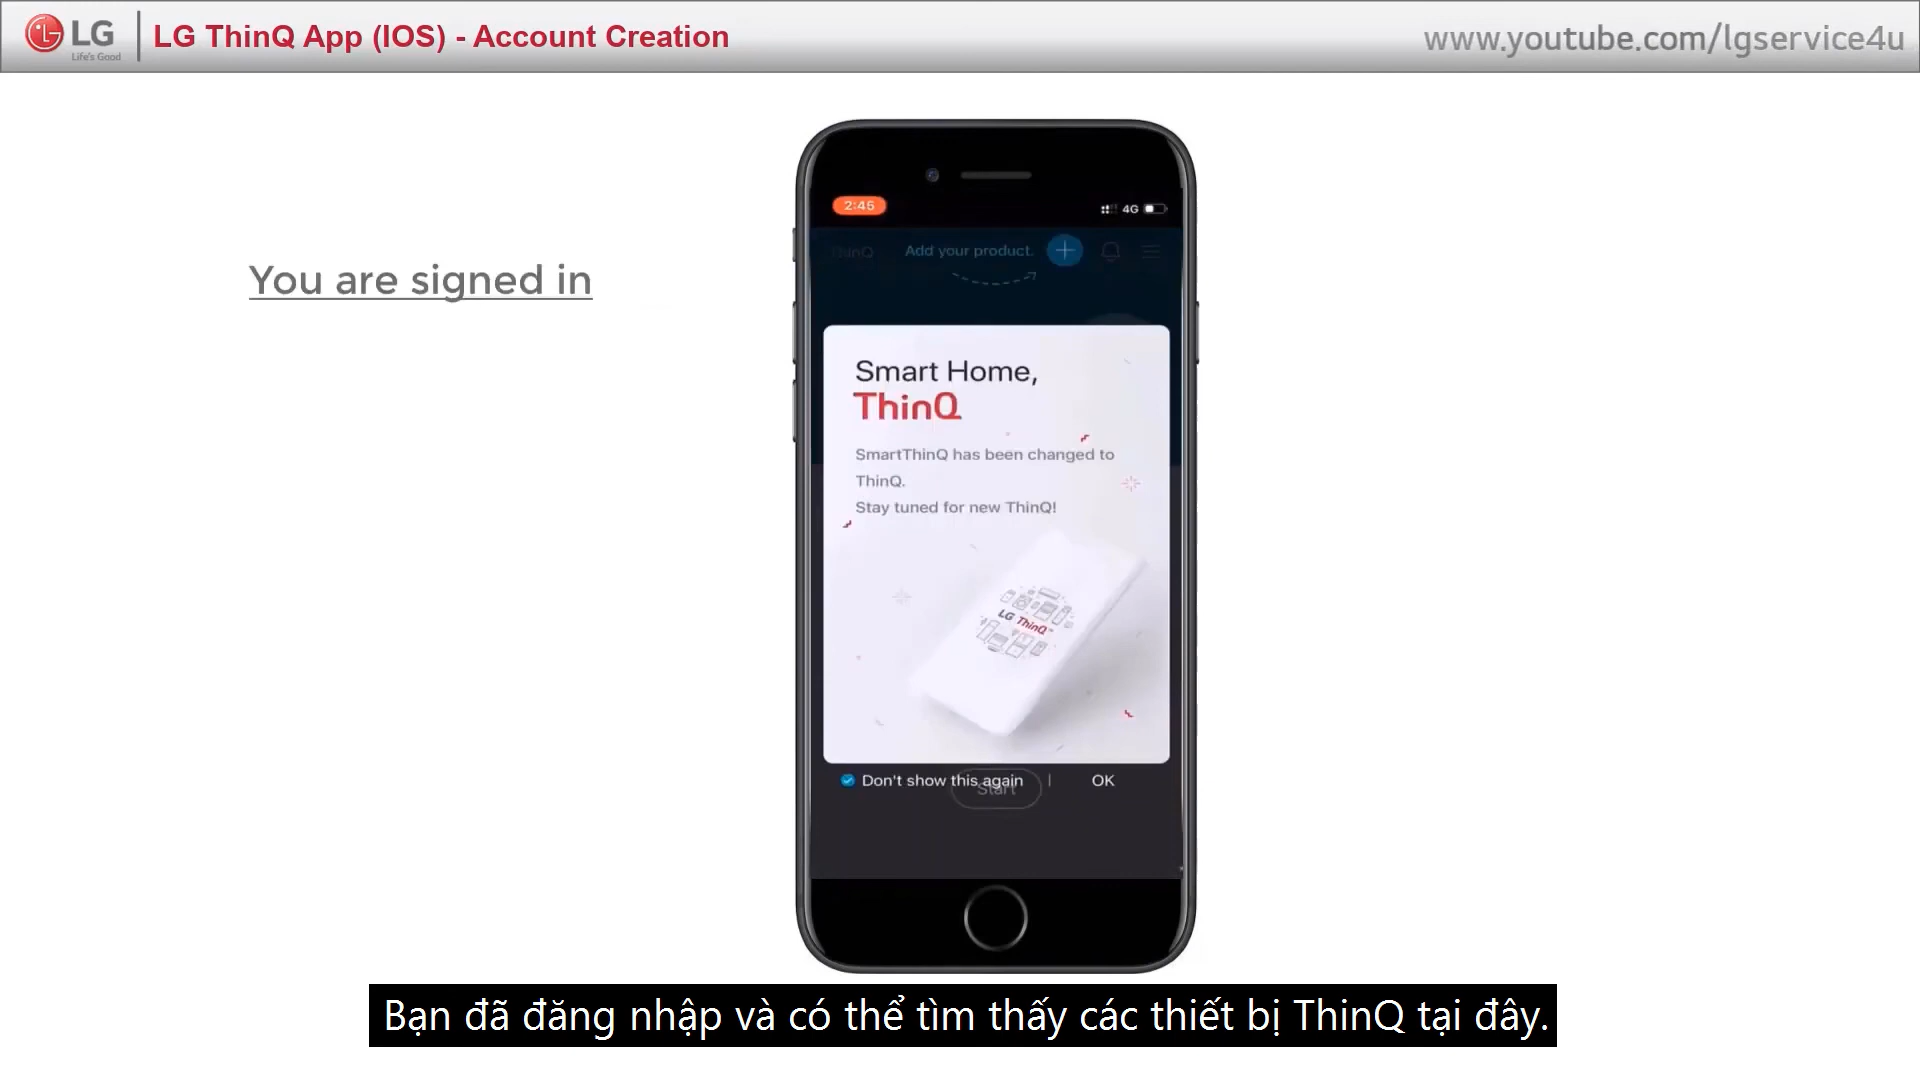 LG
Life's Good
LG ThinQ App (IOS) - Account Creation
www.youtube.com/lgservice4u
You are signed in
2:45
4G
ThinQ
Add your product.
Smart Home,
ThinQ
SmartThinQ has been changed to
ThinQ.
Stay tuned for new ThinQ!
LG ThinQ
Don't show this again | OK
Start
Bạn đã đăng nhập và có thể tìm thấy các thiết bị ThinQ tại đây.